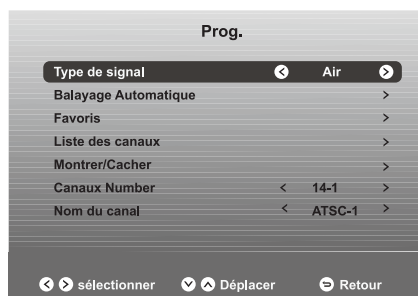 Prog.
Type de signal < Air >
Balayage Automatique >
Favoris >
Liste des canaux >
Montrer/Cacher >
Canaux Number < 14-1 >
Nom du canal < ATSC-1 >
sélectionner Déplacer Retour